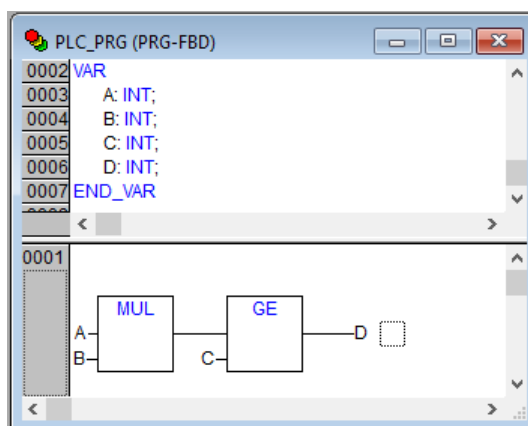 PLC_PRG (PRG-FBD)
0002 VAR
0003 A: INT;
0004 B: INT;
0005 C: INT;
0006 D: INT;
0007 END_VAR
0001
MUL GE
A D
B C